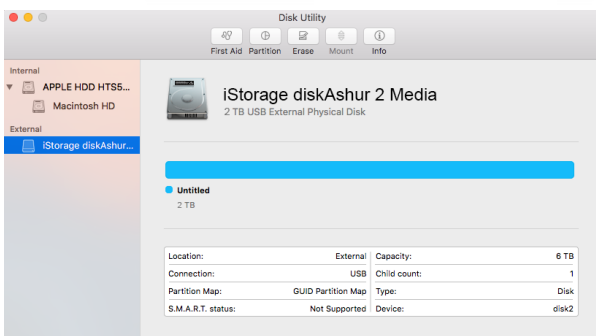 Disk Utility
First Aid Partition Erase Mount Info
Internal
APPLE HDD HTS5...
Macintosh HD
External
iStorage diskAshur...
iStorage diskAshur 2 Media
2 TB USB External Physical Disk
Untitled
2 TB
Location: External Capacity: 6 TB
Connection: USB Child count: 1
Partition Map: GUID Partition Map Type: Disk
S.M.A.R.T. status: Not Supported Device: disk2